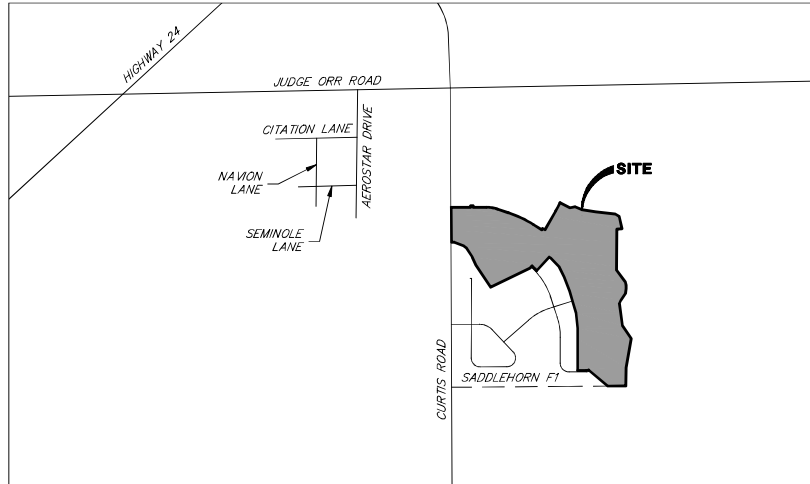 HIGHWAY 24
JUDGE ORR ROAD
CITATION LANE
AEROSTAR DRIVE
NAVION
LANE
SEMINOLE
LANE
SITE
CURTIS ROAD
SADDLEHORN F1